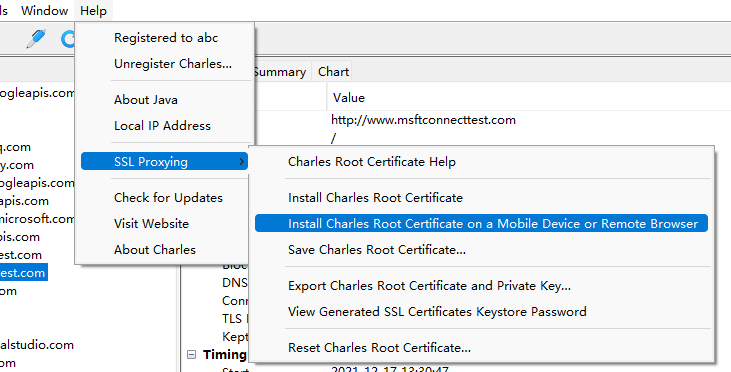 ls Window Help
Registered to abc
Unregister Charles...
About Java
Local IP Address
SSL Proxying
Check for Updates
Visit Website
About Charles
Charles Root Certificate Help
Install Charles Root Certificate
Install Charles Root Certificate on a Mobile Device or Remote Browser
Save Charles Root Certificate...
Export Charles Root Certificate and Private Key...
View Generated SSL Certificates Keystore Password
Reset Charles Root Certificate...
Summary Chart
Value
http://www.msftconnecttest.com
/
ogleapis.com
q.com
y.com
ogleapis.com
apis.com
microsoft.com
pis.com
est.com
test.com
om
alstudio.com
com
DNS
Conn
TLS
Kept
Timing
Start
2021-12-17 13:30:47